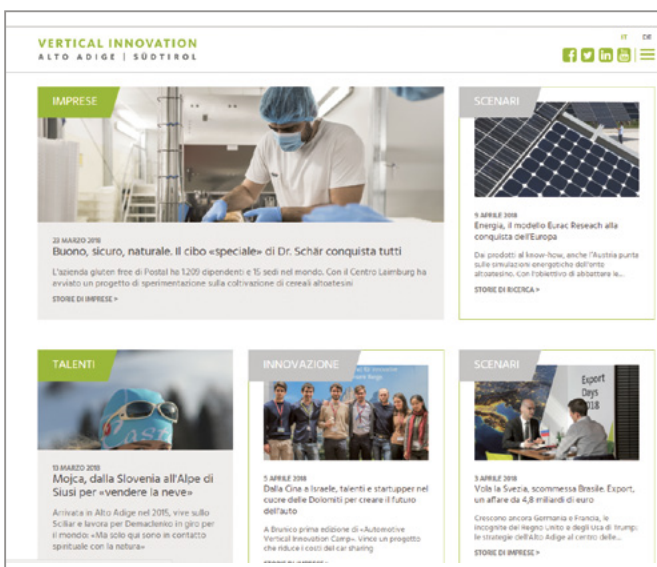 VERTICAL INNOVATION
ALTO ADIGE | SÜDTIROL
IT DE
IMPRESE
22 MARZO 2018
Buono, sicuro, naturale. Il cibo «speciale» di Dr. Schär conquista tutti
L'azienda gluten free di Postal ha 1.209 dipendenti e 15 sedi nel mondo. Con il Centro Laimburg ha
avviato un progetto di sperimentazione sulla coltivazione di cereali altoatesini
STORIE DI IMPRESE >
SCENARI
5 APRILE 2018
Energia, il modello Eurac Reseach alla
conquista dell'Europa
Dai prodotti al know-how, anche l'Austria punta
sulle simulazioni energetiche dell'ente
altoatesino. Con l'obiettivo di abbattere le...
STORIE DI RICERCA >
TALENTI
13 MARZO 2018
Mojca, dalla Slovenia all'Alpe di
Siusi per «vendere la neve»
Arrivata in Alto Adige nel 2015, vive sullo
Sciliar e lavora per Demaclenko in giro per
il mondo: «Ma solo qui sono in contatto
spirituale con la natura»
INNOVAZIONE
5 APRILE 2018
Dalla Cina a Israele, talenti e startupper nel
cuore delle Dolomiti per creare il futuro
dell'auto
A Brunico prima edizione di «Automotive
Vertical Innovation Camp». Vince un progetto
che riduce i costi del car sharing
STORIE DI IMPRESE >
SCENARI
Export
Days
2018
3 APRILE 2018
Vola la Svezia, scommessa Brasile. Export,
un affare da 4,8 miliardi di euro
Crescono ancora Germania e Francia, le
incognite del Regno Unito e degli Usa di Trump:
le strategie dell'Alto Adige al centro delle...
STORIE DI IMPRESE >